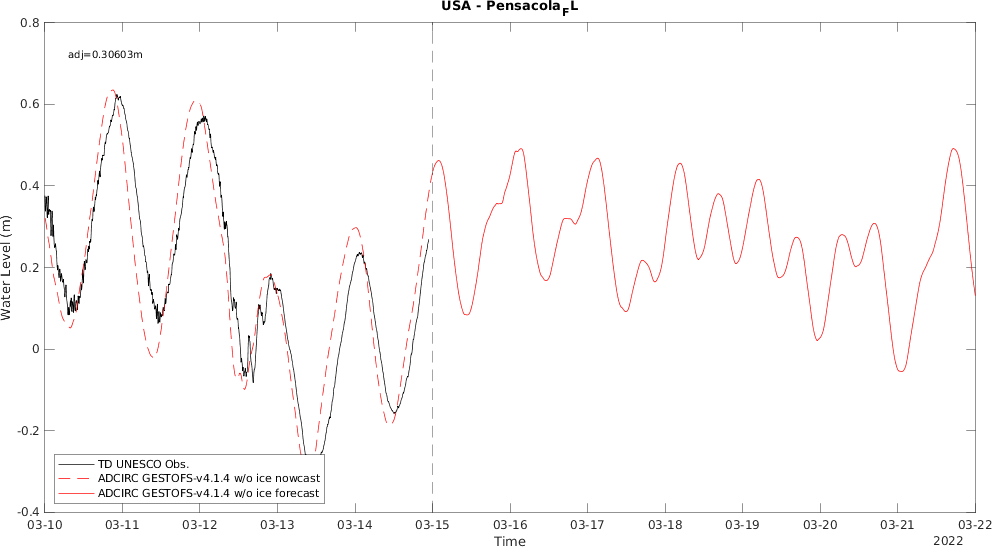 USA - Pensacola_FL
adj=0.30603m
0.8
0.6
0.4
0.2
0
-0.2
-0.4
Water Level (m)
TD UNESCO Obs.
ADCIRC GESTOFS-v4.1.4 w/o ice nowcast
ADCIRC GESTOFS-v4.1.4 w/o ice forecast
03-10 03-11 03-12 03-13 03-14 03-15 03-16 03-17 03-18 03-19 03-20 03-21 03-22
Time
2022